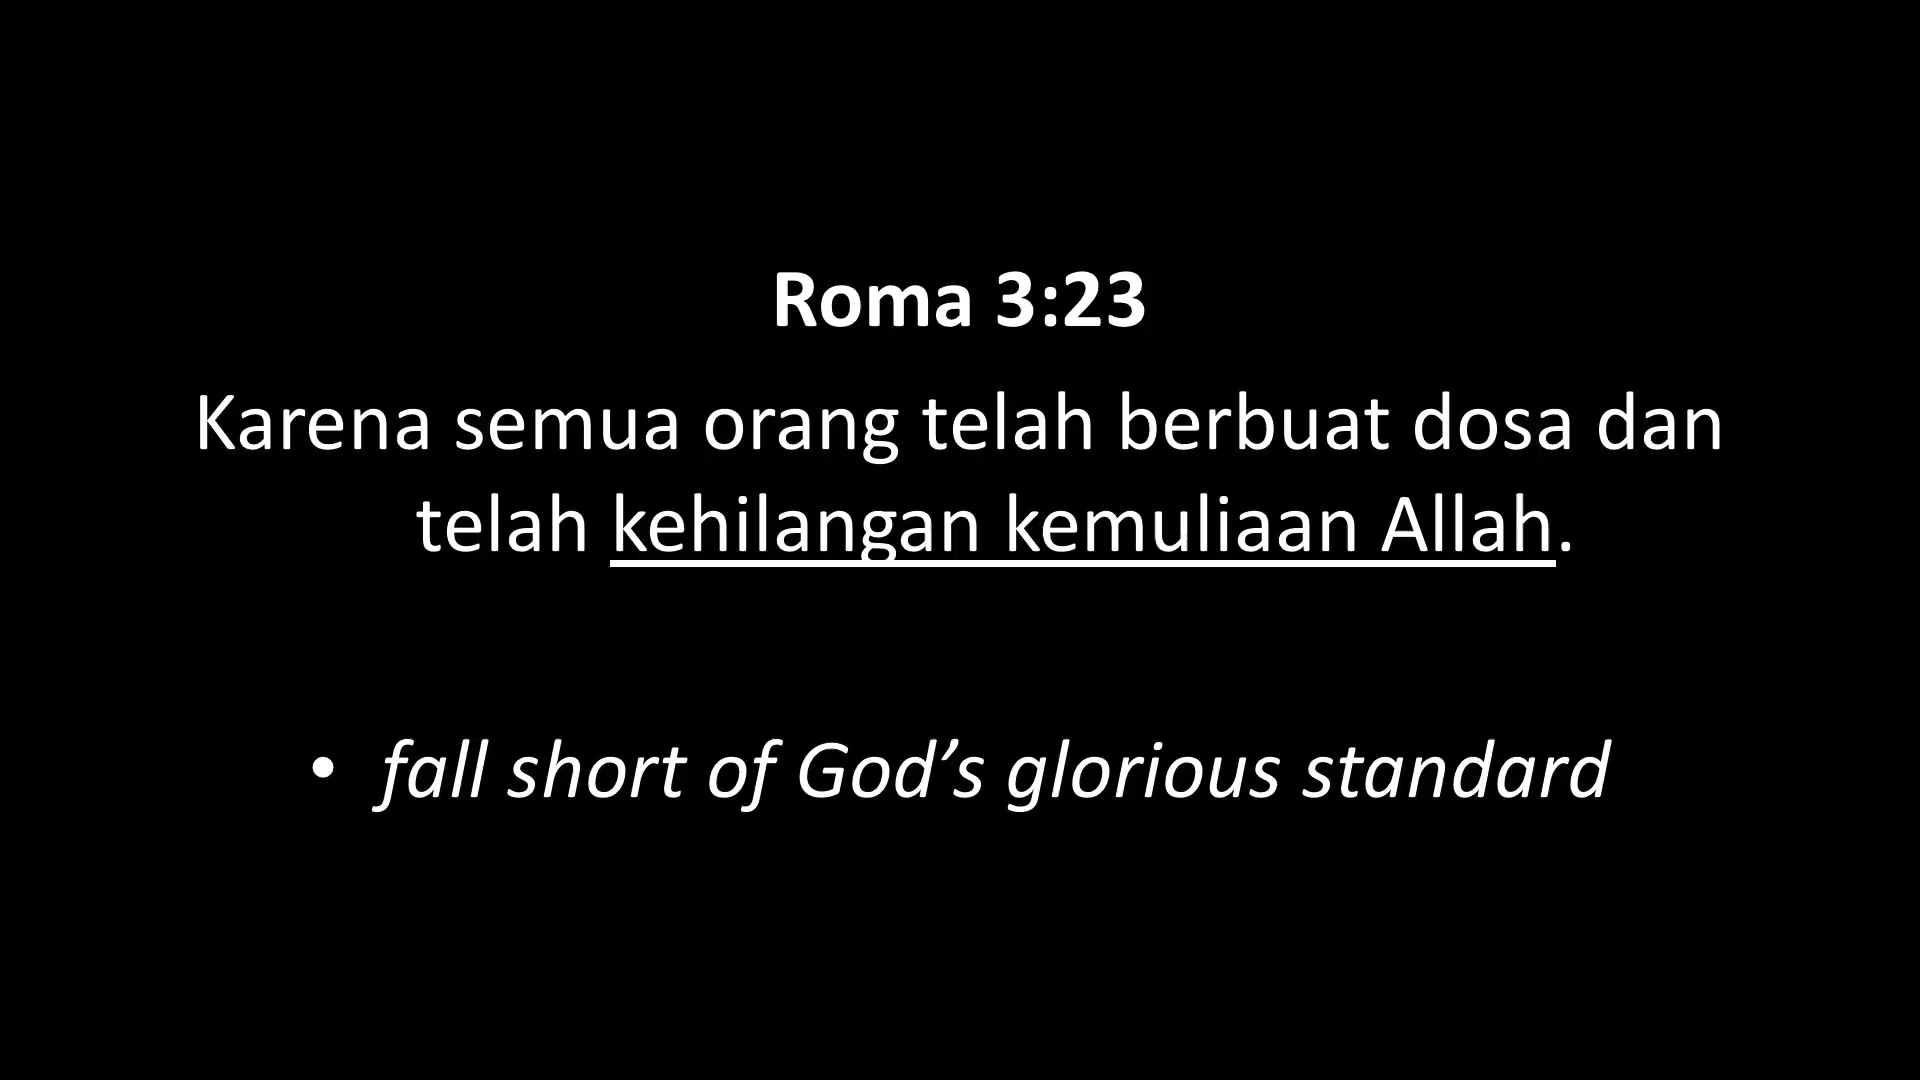 Roma 3:23
Karena semua orang telah berbuat dosa dan
telah kehilangan kemuliaan Allah.
• fall short of God’s glorious standard